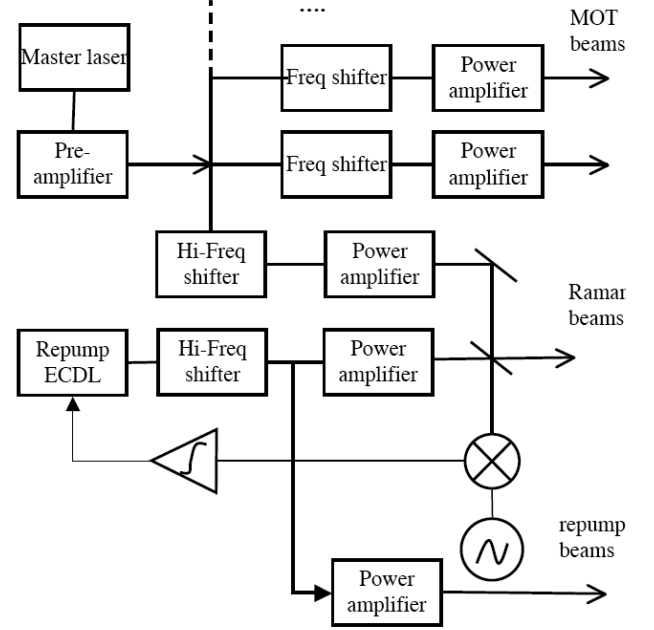 ....
MOT
beams
Master laser
Freq shifter
Power
amplifier
Pre-
amplifier
Freq shifter
Power
amplifier
Hi-Freq
shifter
Power
amplifier
Ramar
beams
Repump
ECDL
Hi-Freq
shifter
Power
amplifier
repump
beams
Power
amplifier